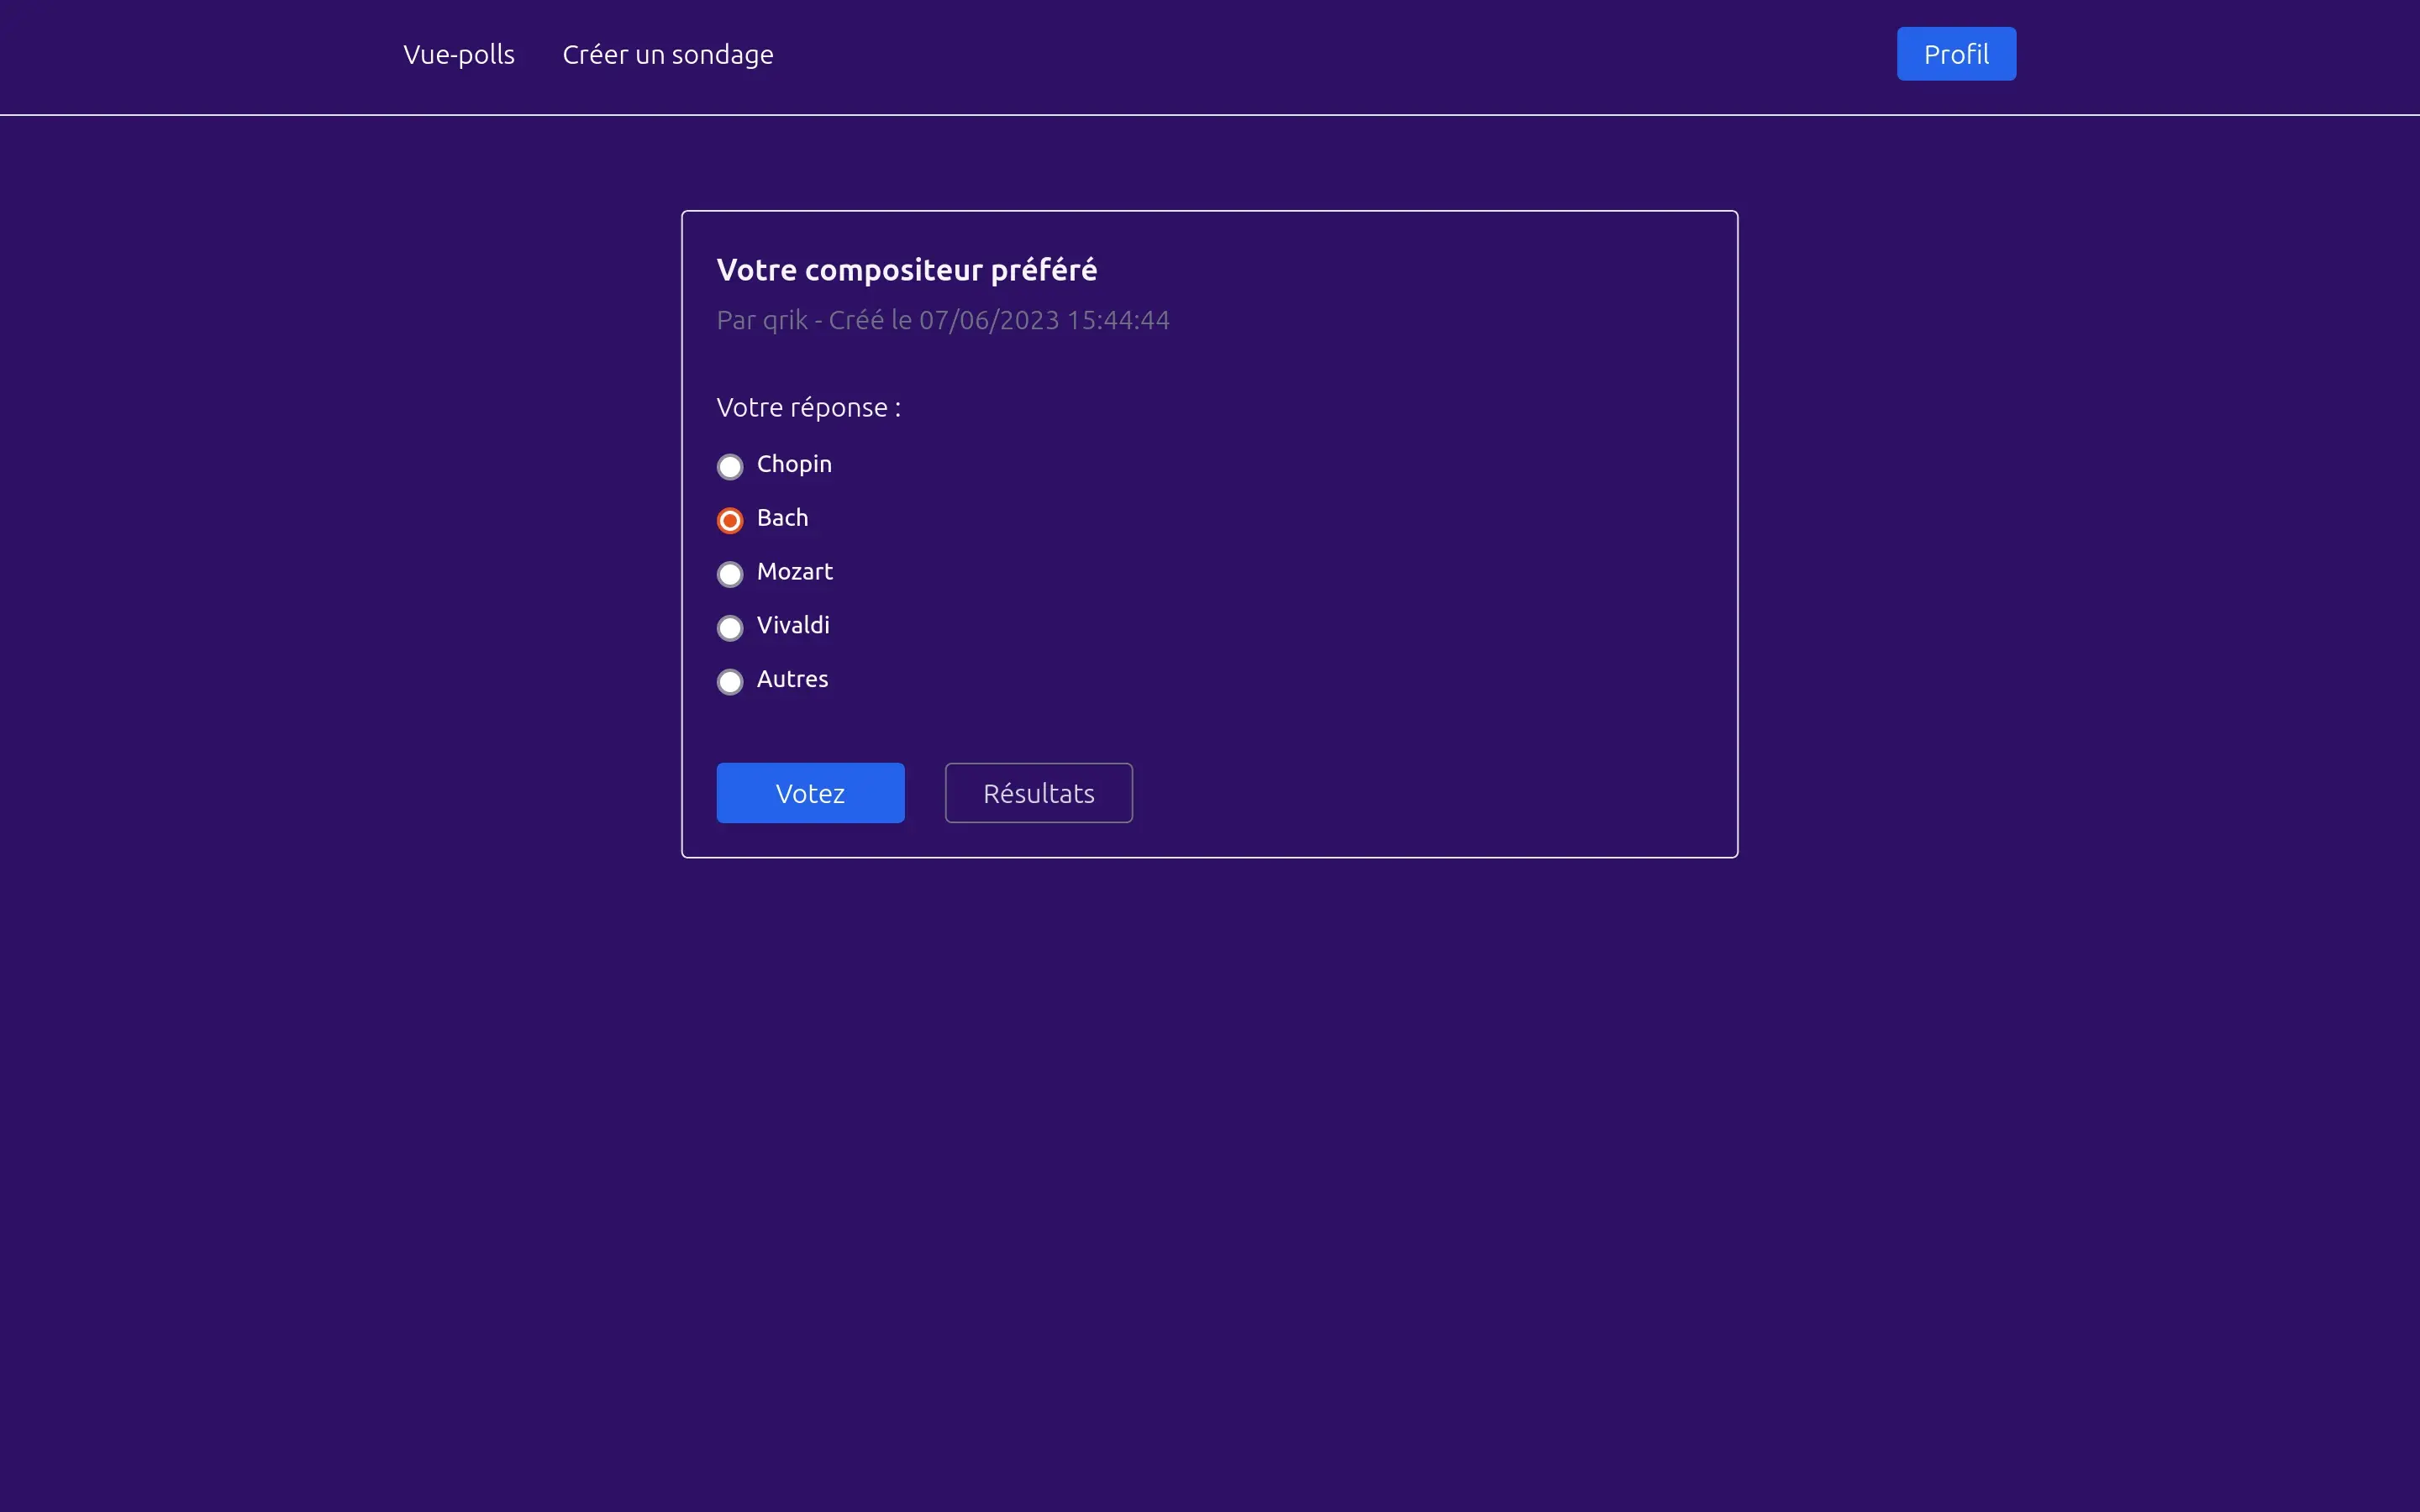 Vue-polls Créer un sondage Profil
Votre compositeur préféré
Par qrik - Créé le 07/06/2023 15:44:44
Votre réponse :
Chopin
Bach
Mozart
Vivaldi
Autres
Votez Résultats